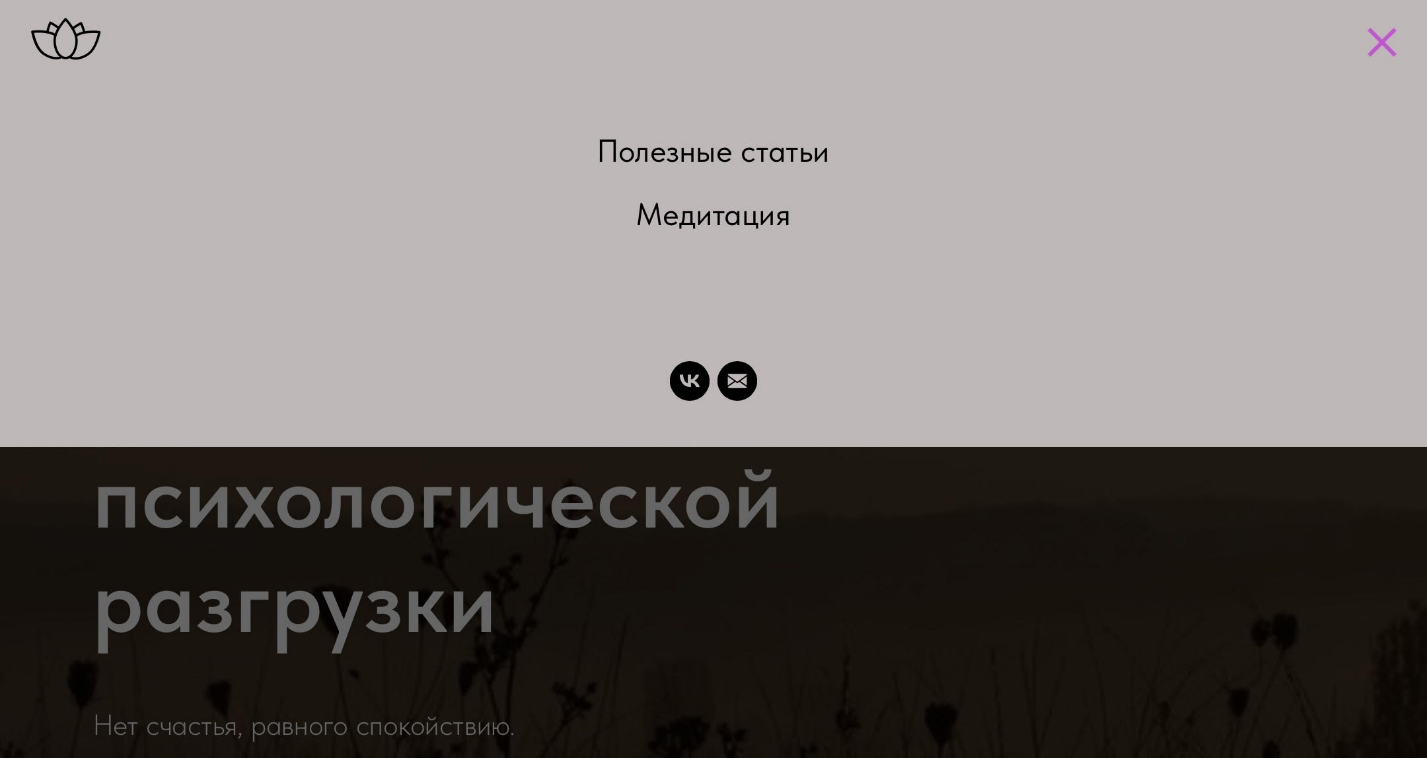 Полезные статьи
Медитация
психологической
разгрузки
Нет счастья, равного спокойствию.